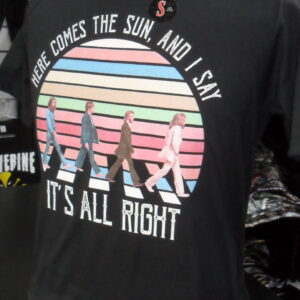 S
HERE COMES THE SUN, AND I SAY
IT'S ALL RIGHT